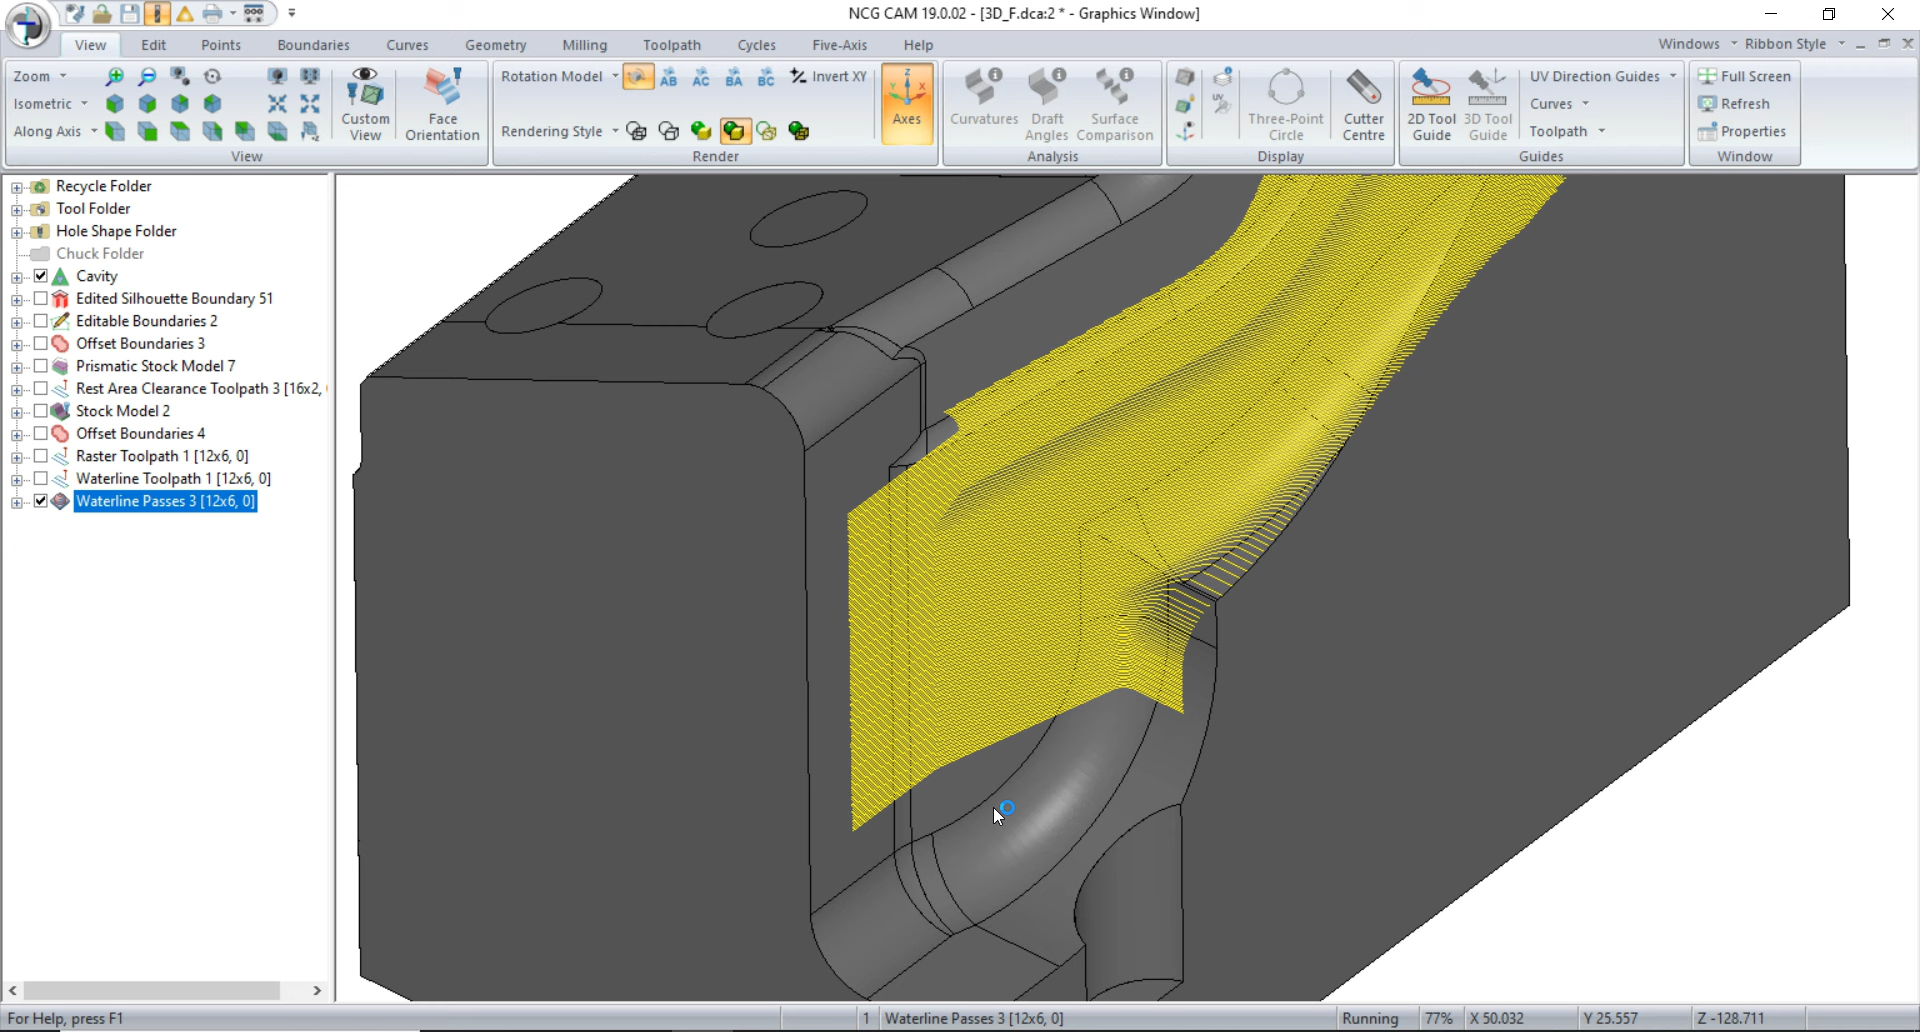 NCG CAM 19.0.02 - [3D_F.dca:2 * - Graphics Window]
View Edit Points Boundaries Curves Geometry Milling Toolpath Cycles Five-Axis Help
Windows Ribbon Style
Zoom
Isometric
Along Axis
Custom
View
Face
Orientation
View
Rotation Model
AB AC BA BC
Invert XY
Rendering Style
Axes
Render
Curvatures
Draft
Angles
Surface
Comparison
Analysis
UV
Three-Point
Circle
Cutter
Centre
Display
2D Tool
Guide
3D Tool
Guide
UV Direction Guides
Curves
Toolpath
Guides
Full Screen
Refresh
Properties
Window
Recycle Folder
Tool Folder
Hole Shape Folder
Chuck Folder
Cavity
Edited Silhouette Boundary 51
Editable Boundaries 2
Offset Boundaries 3
Prismatic Stock Model 7
Rest Area Clearance Toolpath 3 [16x2,
Stock Model 2
Offset Boundaries 4
Raster Toolpath 1 [12x6, 0]
Waterline Toolpath 1 [12x6, 0]
Waterline Passes 3 [12x6, 0]
For Help, press F1
1 Waterline Passes 3 [12x6, 0]
Running 77% X 50.032 Y 25.557 Z -128.711